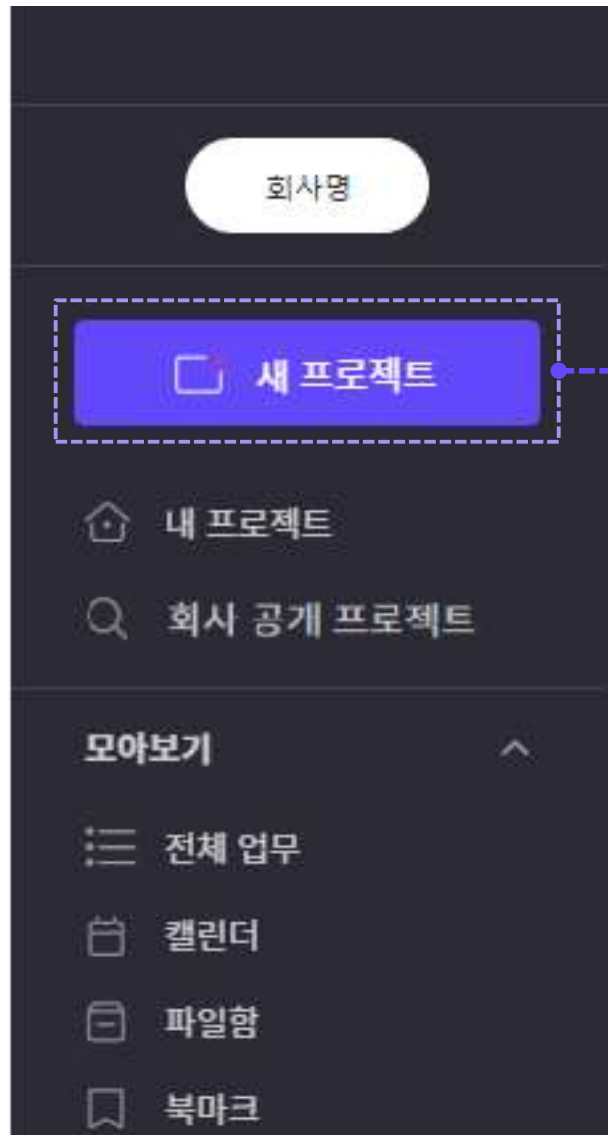 회사명
새 프로젝트
내 프로젝트
회사 공개 프로젝트
모아보기
전체 업무
캘린더
파일함
북마크